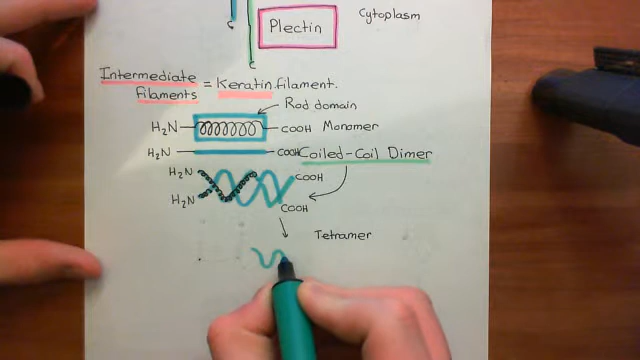 Plectin
Cytoplasm
c
c
Intermediate filaments = Keratin filament.
Rod domain
H₂N COOH Monomer
COOH Coiled-Coil Dimer
H₂N COOH
H₂N COOH
Tetramer